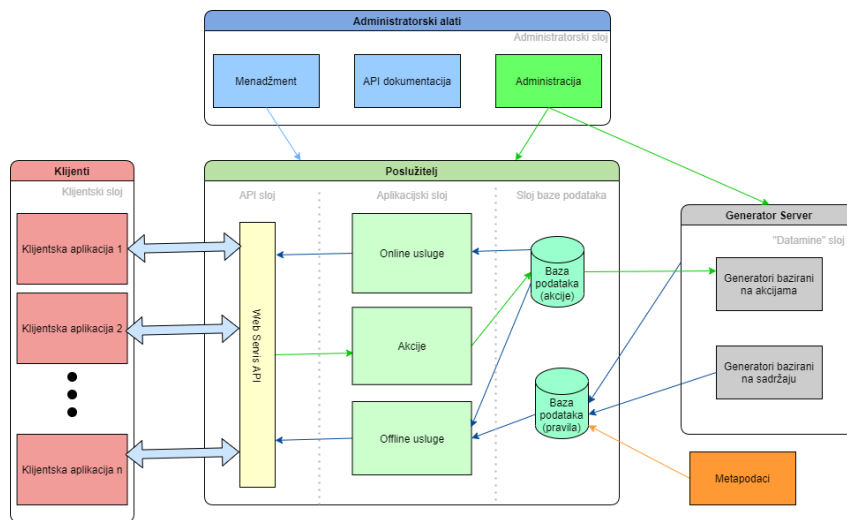 Administratorski alati
Administratorski sloj
Menadžment
API dokumentacija
Administracija
Klijenti
Klijentski sloj
Klijentska aplikacija 1
Klijentska aplikacija 2
Klijentska aplikacija n
Poslužitelj
API sloj
Aplikacijski sloj
Sloj baze podataka
Web Servis API
Online usluge
Akcije
Offline usluge
Baza
podataka
(akcije)
Baza
podataka
(pravila)
Generator Server
"Datamine" sloj
Generatori bazirani
na akcijama
Generatori bazirani
na sadržaju
Metapodaci